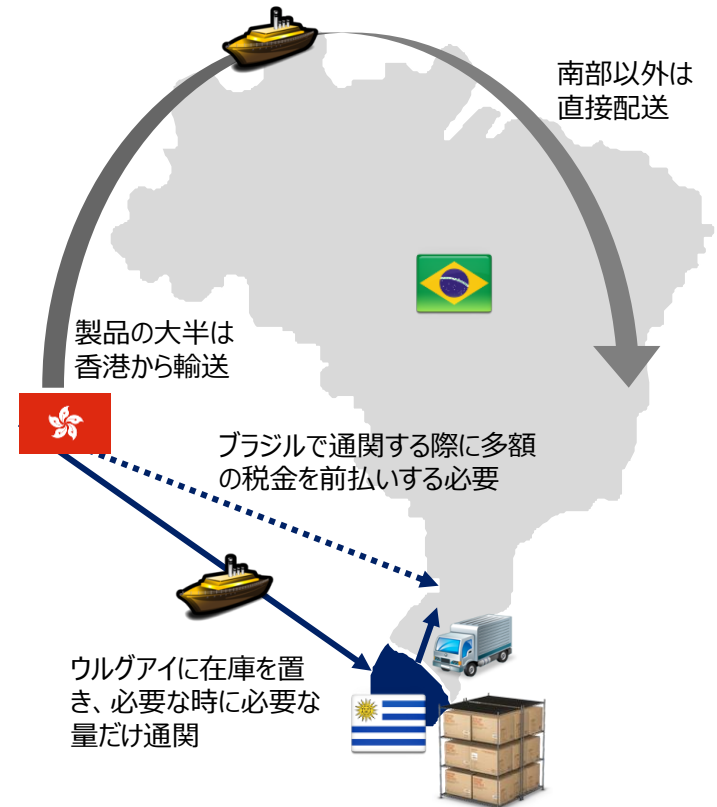 南部以外は
直接配送
製品の大半は
香港から輸送
ブラジルで通関する際に多額
の税金を前払いする必要
ウルグアイに在庫を置
き、必要な時に必要な
量だけ通関